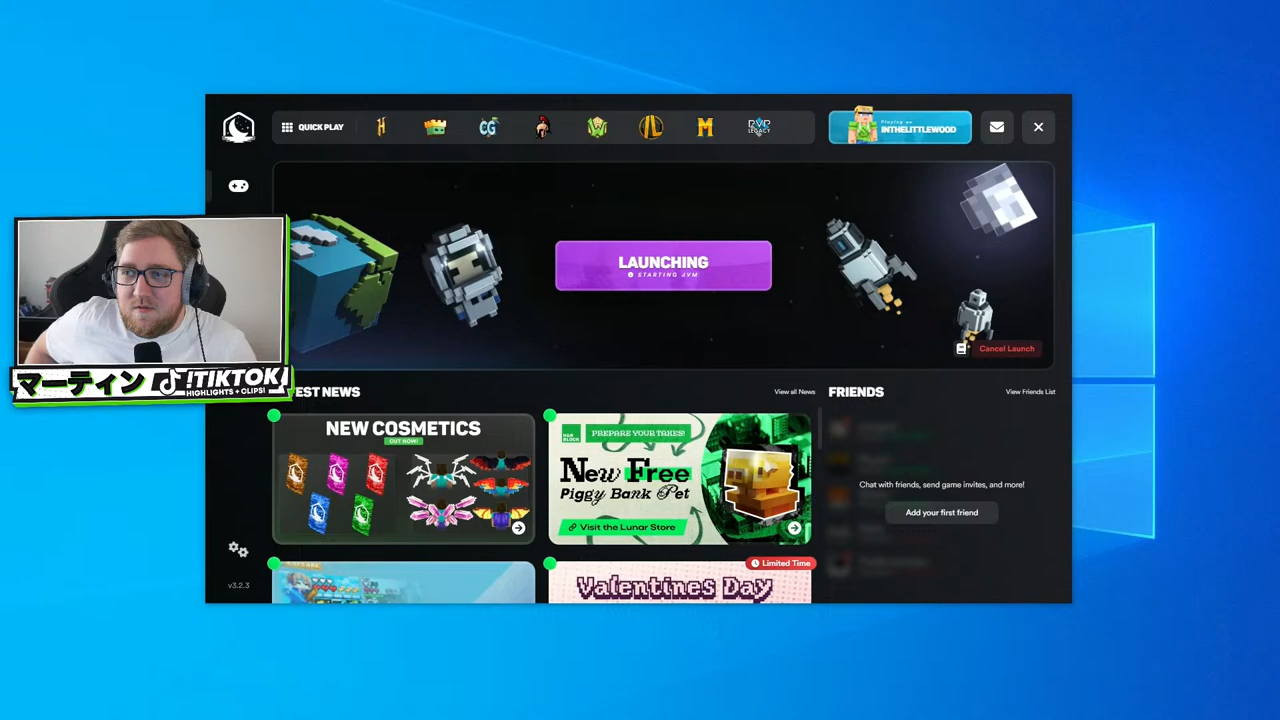 QUICK PLAY
H
CG
W
M
PVP
LEGACY
Playing as
INTHELITTLEWOOD
LAUNCHING
STARTING JVM
Cancel Launch
マーティン
!TIKTOK
HIGHLIGHTS + CLIPS!
EST NEWS
View all News
FRIENDS
View Friends List
NEW COSMETICS
OUT NOW!
PREPARE YOUR TAXES!
New Free
Piggy Bank Pet
Visit the Lunar Store
Chat with friends, send game invites, and more!
Add your first friend
Limited Time
Valentines Day
v3.2.3